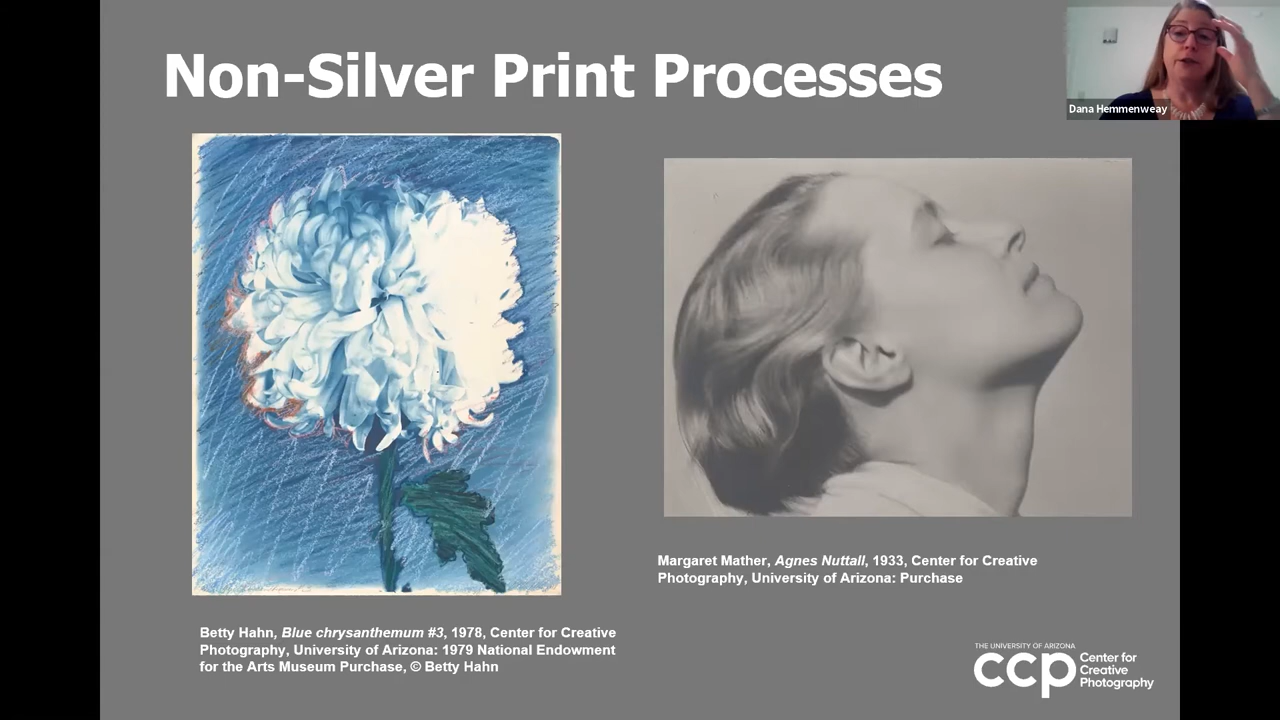 Non-Silver Print Processes
Dana Hemmenweay
Margaret Mather, Agnes Nuttall, 1933, Center for Creative
Photography, University of Arizona: Purchase
Betty Hahn, Blue chrysanthemum #3, 1978, Center for Creative
Photography, University of Arizona: 1979 National Endowment
for the Arts Museum Purchase, © Betty Hahn
THE UNIVERSITY OF ARIZONA
ccp Center for
Creative
Photography